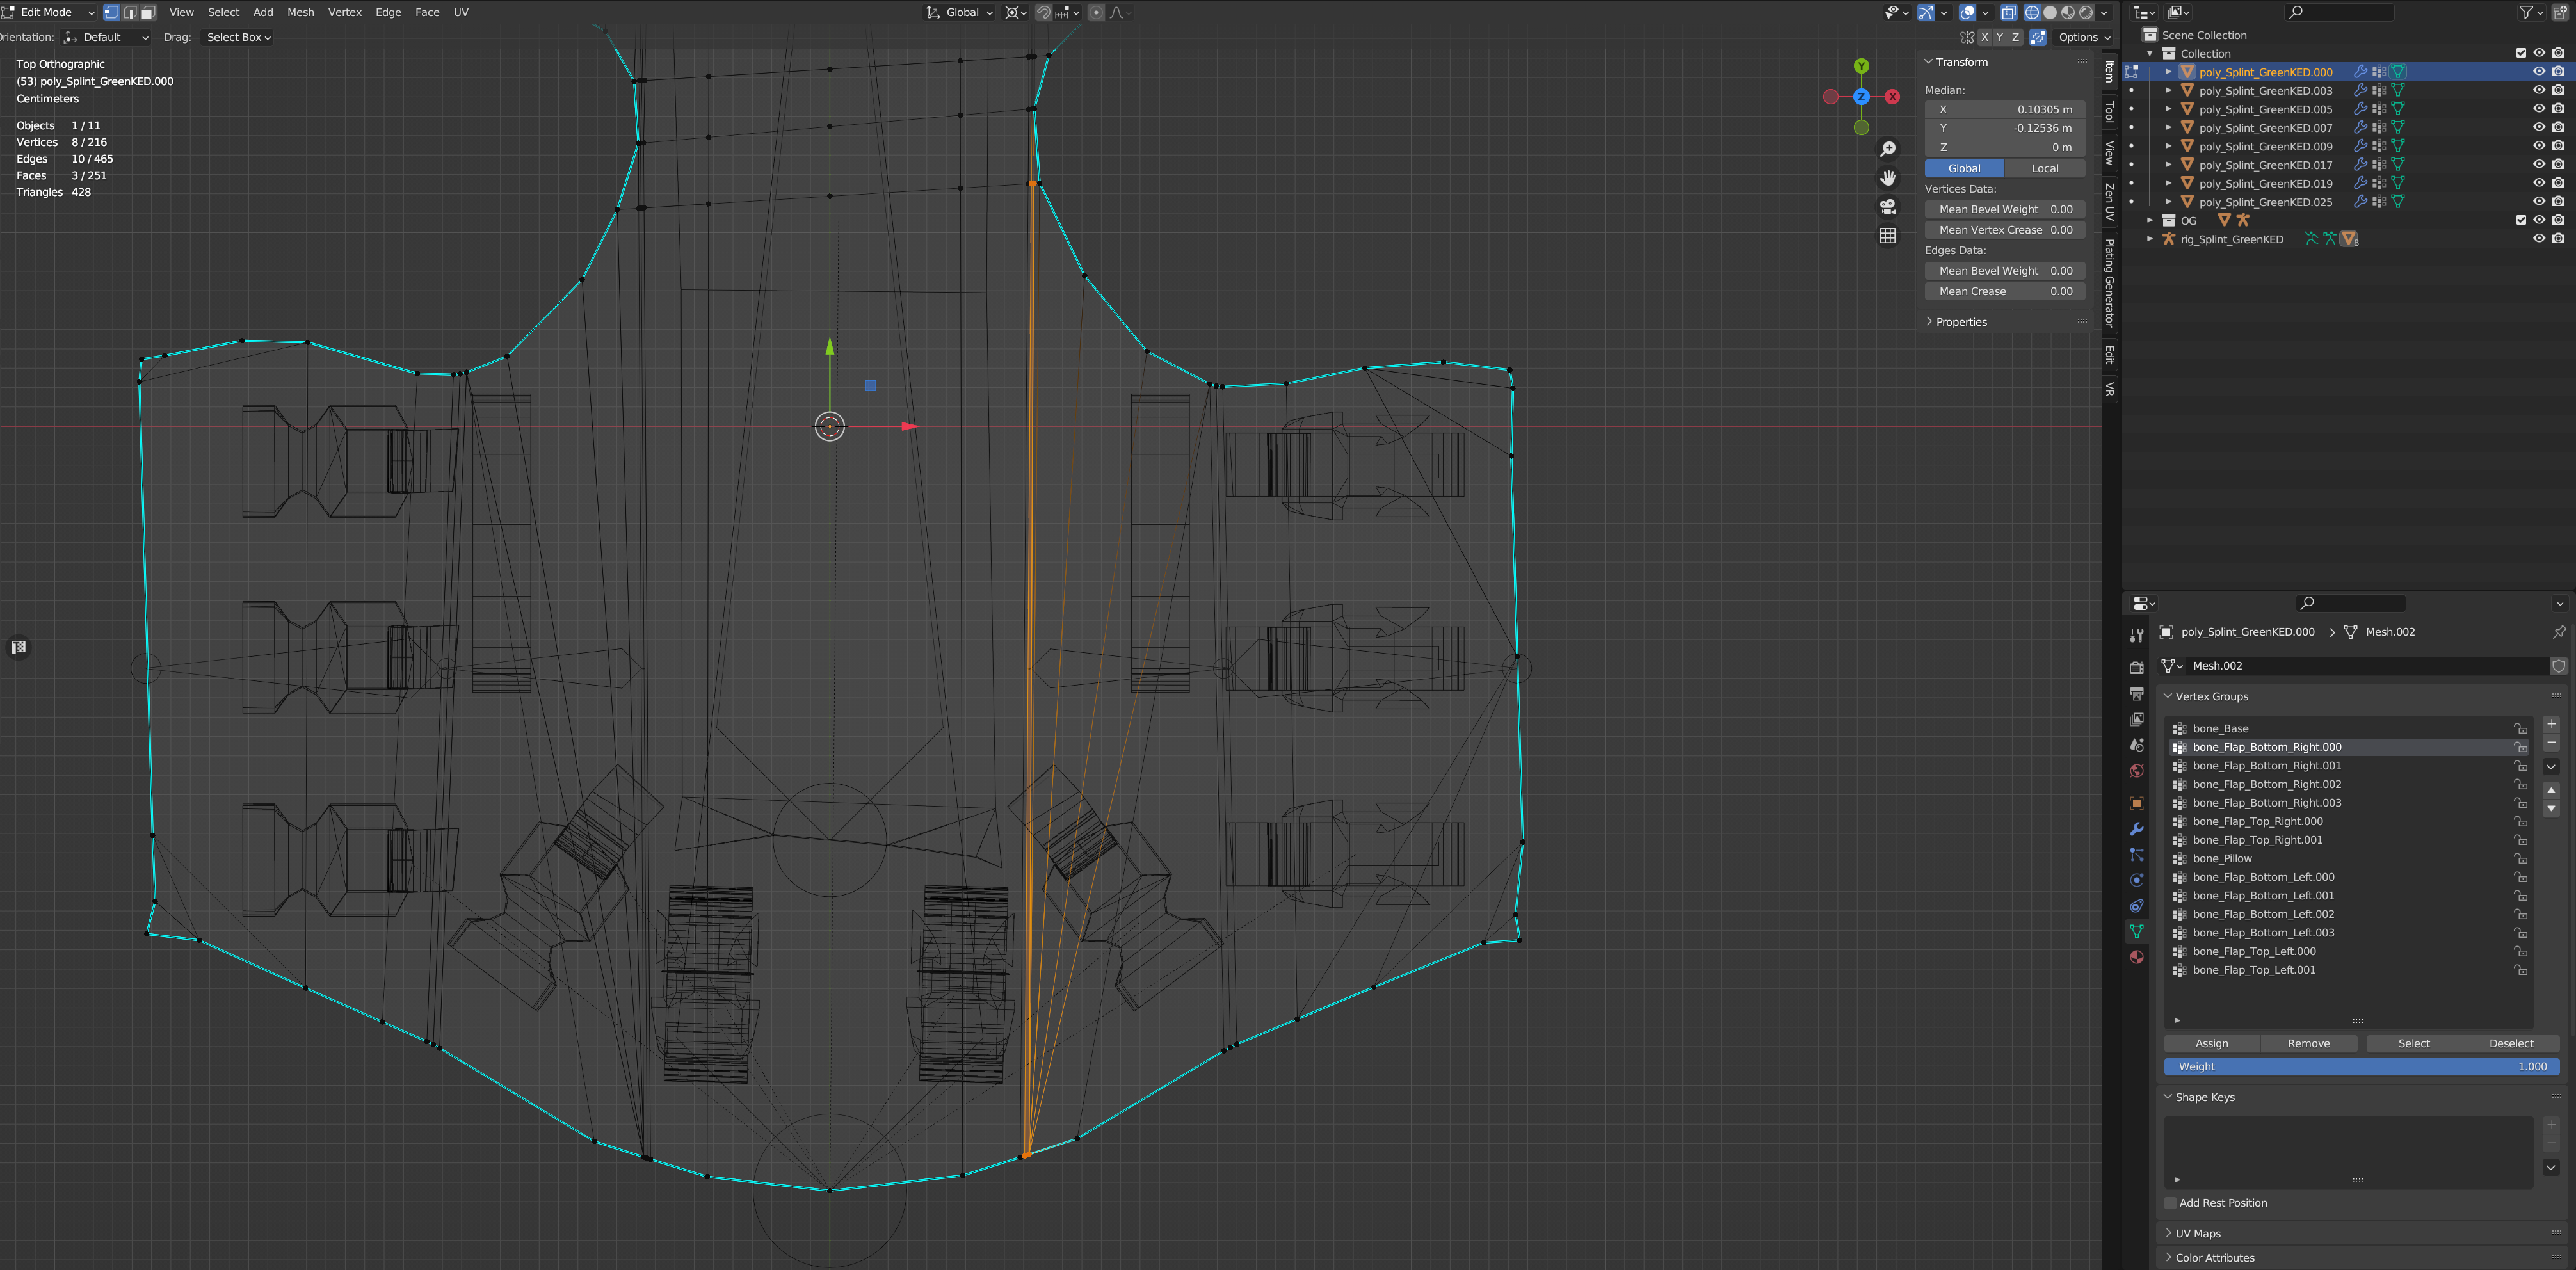 Edit Mode View Select Add Mesh Vertex Edge Face UV Global
Orientation: Default Drag: Select Box X Y Z Options
Top Orthographic
(53) poly_Splint_GreenKED.000
Centimeters
Objects 1 / 11
Vertices 8 / 216
Edges 10 / 465
Faces 3 / 251
Triangles 428
Y
Z
X
Transform
Median:
X 0.10305 m
Y -0.12536 m
Z 0 m
Global Local
Vertices Data:
Mean Bevel Weight 0.00
Mean Vertex Crease 0.00
Edges Data:
Mean Bevel Weight 0.00
Mean Crease 0.00
Properties
Item
Tool
View
Zen UV
Plating Generator
Edit
VR
Scene Collection
Collection
poly_Splint_GreenKED.000
poly_Splint_GreenKED.003
poly_Splint_GreenKED.005
poly_Splint_GreenKED.007
poly_Splint_GreenKED.009
poly_Splint_GreenKED.017
poly_Splint_GreenKED.019
poly_Splint_GreenKED.025
OG
rig_Splint_GreenKED 8
poly_Splint_GreenKED.000 > Mesh.002
Mesh.002
Vertex Groups
bone_Base
bone_Flap_Bottom_Right.000
bone_Flap_Bottom_Right.001
bone_Flap_Bottom_Right.002
bone_Flap_Bottom_Right.003
bone_Flap_Top_Right.000
bone_Flap_Top_Right.001
bone_Pillow
bone_Flap_Bottom_Left.000
bone_Flap_Bottom_Left.001
bone_Flap_Bottom_Left.002
bone_Flap_Bottom_Left.003
bone_Flap_Top_Left.000
bone_Flap_Top_Left.001
Assign Remove Select Deselect
Weight 1.000
Shape Keys
Add Rest Position
UV Maps
Color Attributes